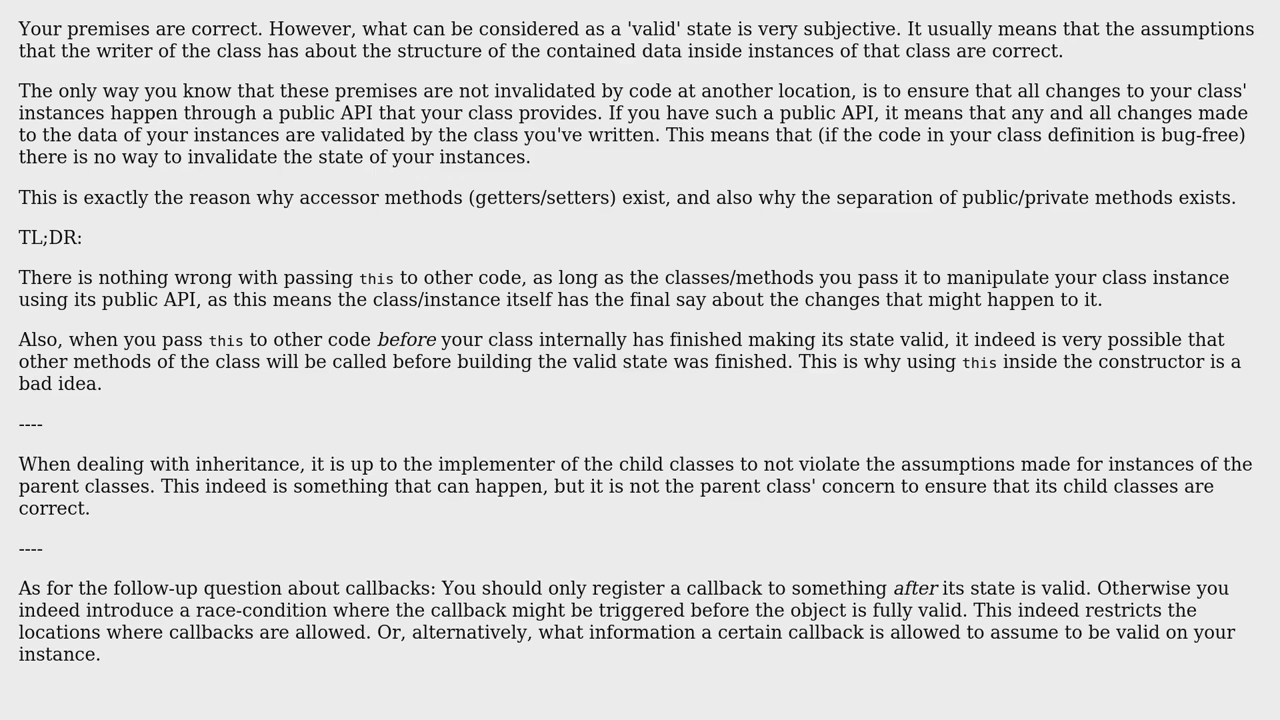 Your premises are correct. However, what can be considered as a 'valid' state is very subjective. It usually means that the assumptions
that the writer of the class has about the structure of the contained data inside instances of that class are correct.
The only way you know that these premises are not invalidated by code at another location, is to ensure that all changes to your class'
instances happen through a public API that your class provides. If you have such a public API, it means that any and all changes made
to the data of your instances are validated by the class you've written. This means that (if the code in your class definition is bug-free)
there is no way to invalidate the state of your instances.
This is exactly the reason why accessor methods (getters/setters) exist, and also why the separation of public/private methods exists.
TL;DR:
There is nothing wrong with passing this to other code, as long as the classes/methods you pass it to manipulate your class instance
using its public API, as this means the class/instance itself has the final say about the changes that might happen to it.
Also, when you pass this to other code before your class internally has finished making its state valid, it indeed is very possible that
other methods of the class will be called before building the valid state was finished. This is why using this inside the constructor is a
bad idea.
----
When dealing with inheritance, it is up to the implementer of the child classes to not violate the assumptions made for instances of the
parent classes. This indeed is something that can happen, but it is not the parent class' concern to ensure that its child classes are
correct.
----
As for the follow-up question about callbacks: You should only register a callback to something after its state is valid. Otherwise you
indeed introduce a race-condition where the callback might be triggered before the object is fully valid. This indeed restricts the
locations where callbacks are allowed. Or, alternatively, what information a certain callback is allowed to assume to be valid on your
instance.